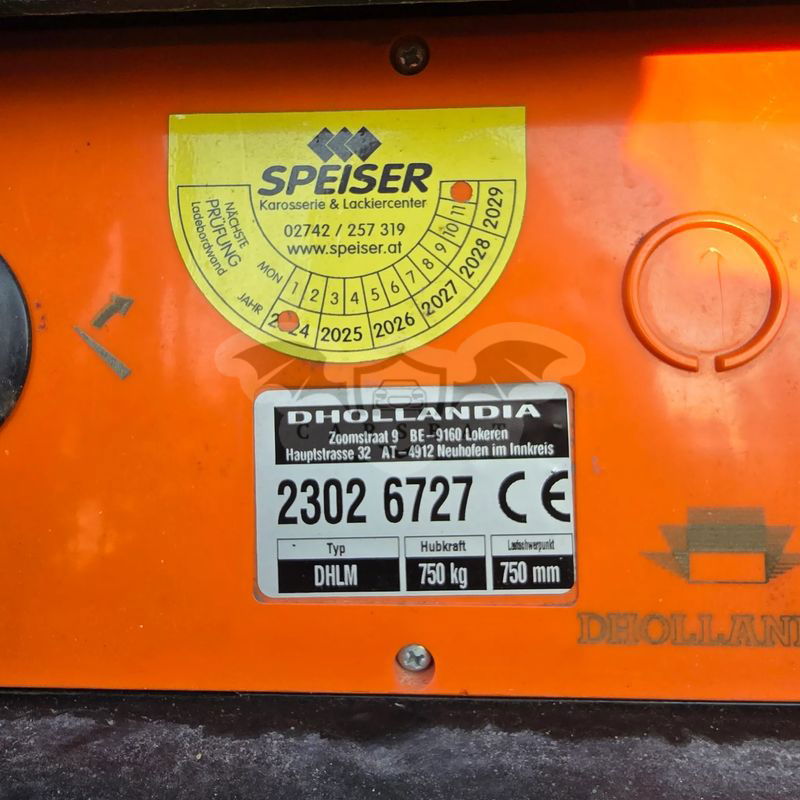 SPEISER
Karosserie & Lackiercenter
02742 / 257 319
www.speiser.at
NÄCHSTE
PRÜFUNG
Ladebordwand
MON 1 2 3 4 5 6 7 8 9 10 11
JAHR 2024 2025 2026 2027 2028 2029
DHOLLANDIA
CARSBAT
Zoomstraat 9 BE-9160 Lokeren
Hauptstrasse 32 AT-4912 Neuhofen im Innkreis
2302 6727 CE
Typ Hubkraft Lastschwerpunkt
DHLM 750 kg 750 mm
DHOLLAN